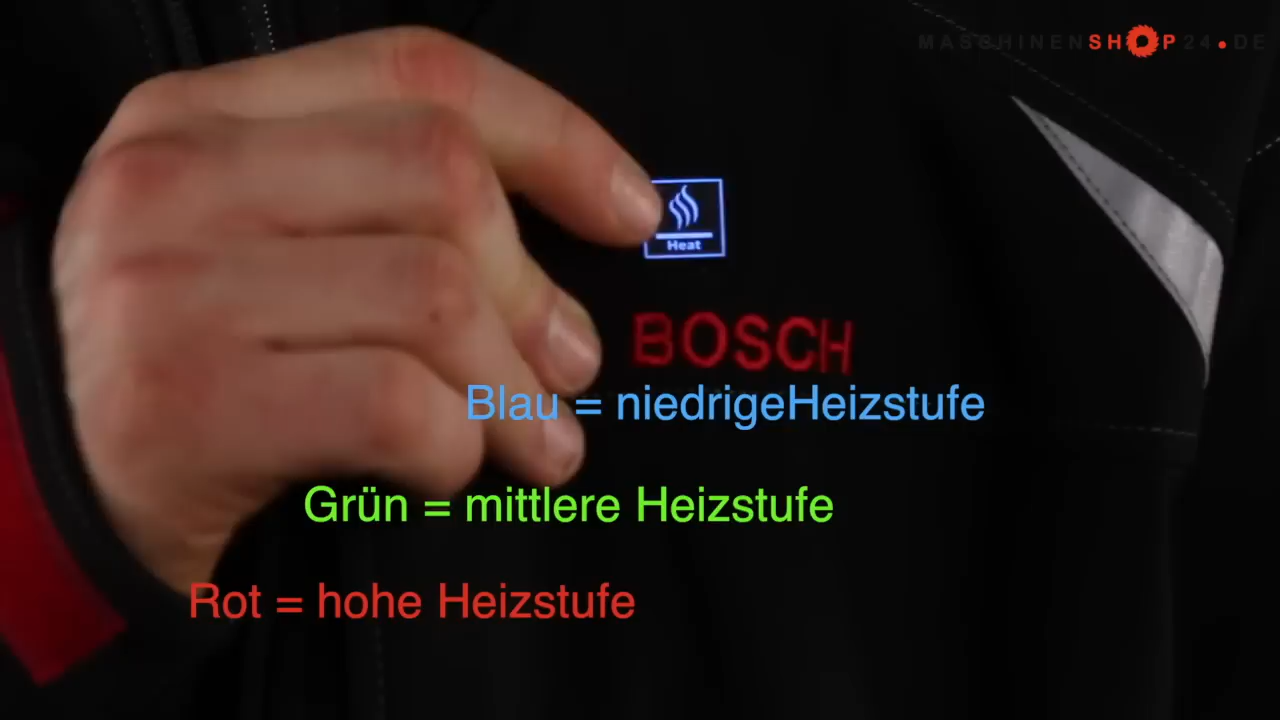 MASCHINENSHOP24.DE
Heat
BOSCH
Blau = niedrigeHeizstufe
Grün = mittlere Heizstufe
Rot = hohe Heizstufe